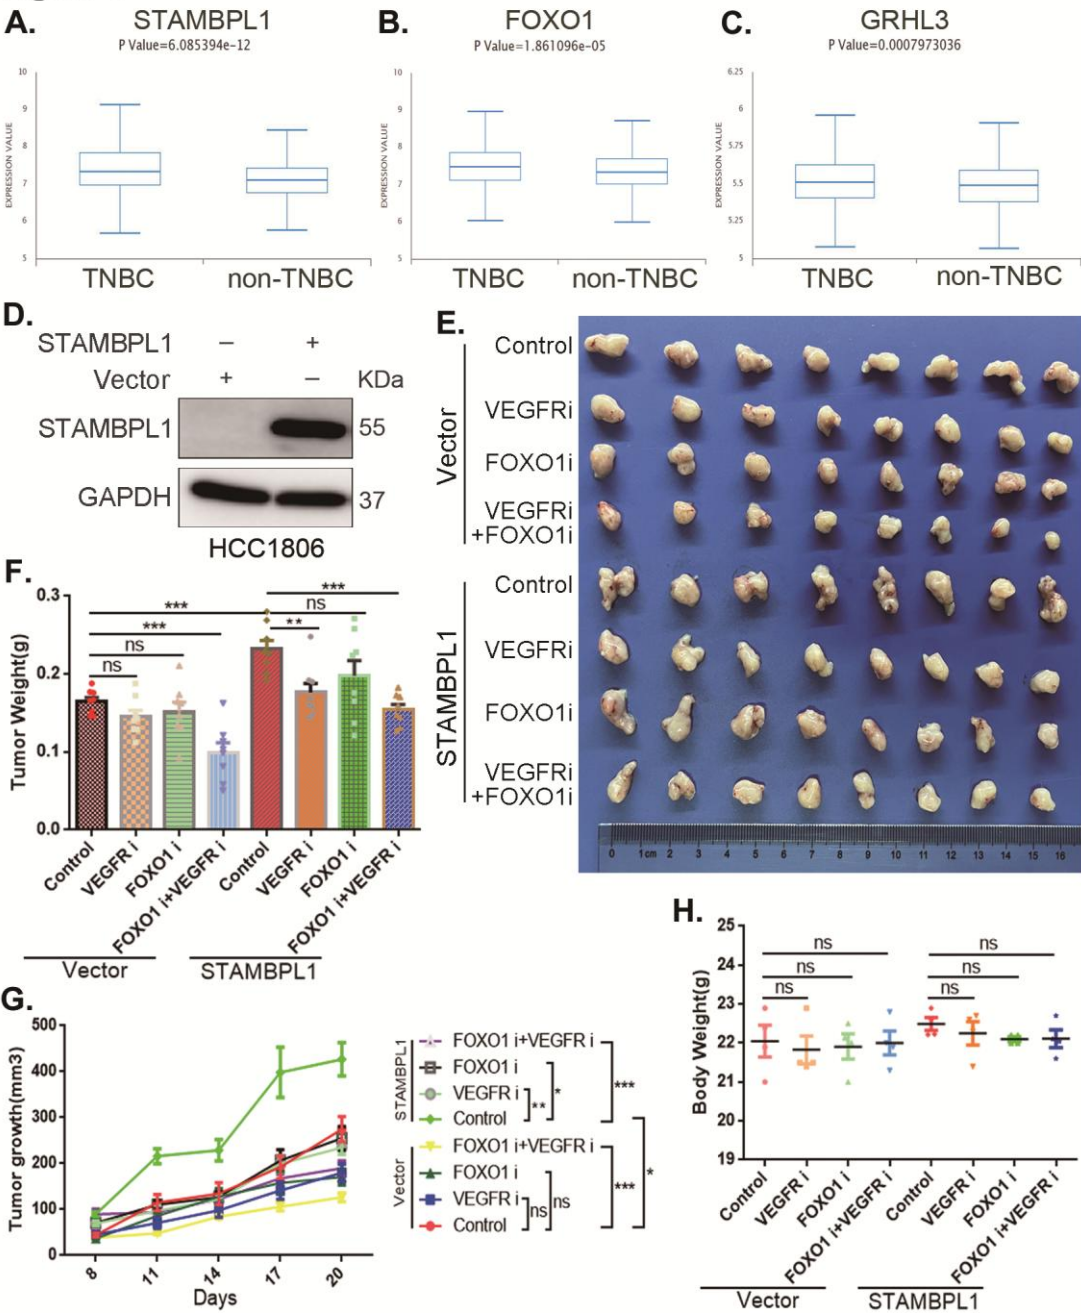 A. STAMBPL1
P Value=6.085394e-12
EXPRESSION VALUE
10
9
8
7
6
5
TNBC non-TNBC
B. FOXO1
P Value=1.861096e-05
EXPRESSION VALUE
10
9
8
7
6
5
TNBC non-TNBC
C. GRHL3
P Value=0.0007973036
EXPRESSION VALUE
6.25
6
5.75
5.5
5.25
5
TNBC non-TNBC
D.
STAMBPL1 – +
Vector + – KDa
STAMBPL1 55
GAPDH 37
HCC1806
E.
Vector
Control
VEGFRi
FOXO1i
VEGFRi
+FOXO1i
STAMBPL1
Control
VEGFRi
FOXO1i
VEGFRi
+FOXO1i
0 1cm 2 3 4 5 6 7 8 9 10 11 12 13 14 15 16
F.
Tumor Weight(g)
0.3
0.2
0.1
0.0
*** 
ns
*** 
**
***
ns
ns
Control
VEGFR i
FOXO1 i
FOXO1 i+VEGFR i
Control
VEGFR i
FOXO1 i
FOXO1 i+VEGFR i
Vector STAMBPL1
G.
Tumor growth(mm3)
500
400
300
200
100
0
8 11 14 17 20
Days
STAMBPL1
FOXO1 i+VEGFR i
FOXO1 i
VEGFR i
Control
** * ***
Vector
FOXO1 i+VEGFR i
FOXO1 i
VEGFR i
Control
ns ns *** *
H.
Body Weight(g)
25
24
23
22
21
19
ns
ns
ns
ns
ns
ns
Control
VEGFR i
FOXO1 i
FOXO1 i+VEGFR i
Control
VEGFR i
FOXO1 i
FOXO1 i+VEGFR i
Vector STAMBPL1